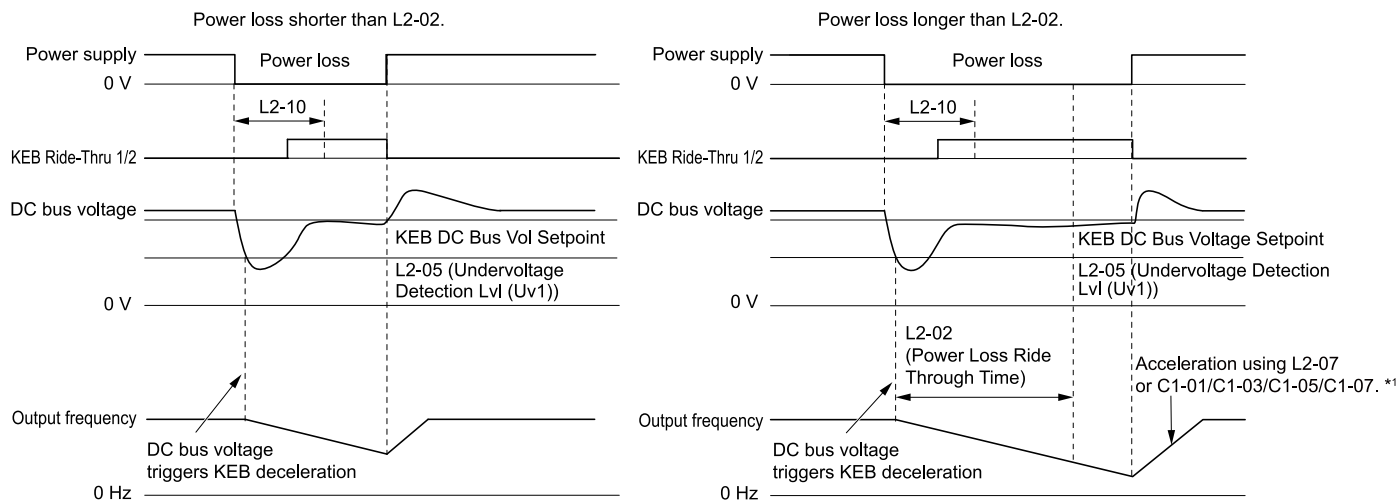 Power loss shorter than L2-02.
Power supply
Power loss
0 V
L2-10
KEB Ride-Thru 1/2
DC bus voltage
KEB DC Bus Vol Setpoint
L2-05 (Undervoltage
Detection Lvl (Uv1))
0 V
Output frequency
DC bus voltage
triggers KEB deceleration
0 Hz
Power loss longer than L2-02.
Power supply
Power loss
0 V
L2-10
KEB Ride-Thru 1/2
DC bus voltage
KEB DC Bus Voltage Setpoint
L2-05 (Undervoltage Detection
Lvl (Uv1))
0 V
L2-02
(Power Loss Ride
Through Time)
Acceleration using L2-07
or C1-01/C1-03/C1-05/C1-07. *1
Output frequency
DC bus voltage
triggers KEB deceleration
0 Hz